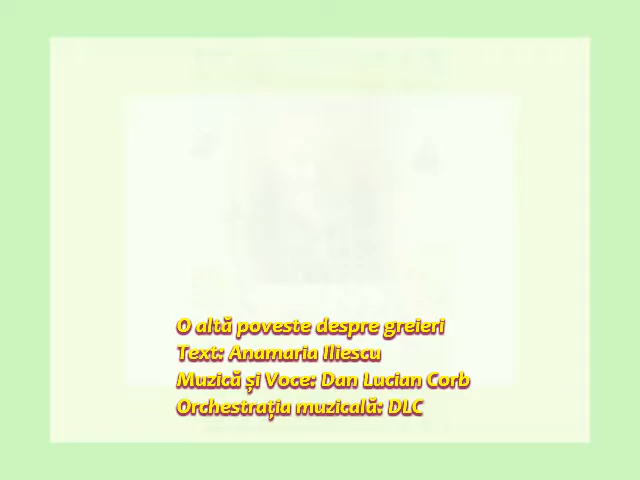 O altă poveste despre greieri
Text: Anamaria Iliescu
Muzică și Voce: Dan Lucian Corb
Orchestrația muzicală: DLC